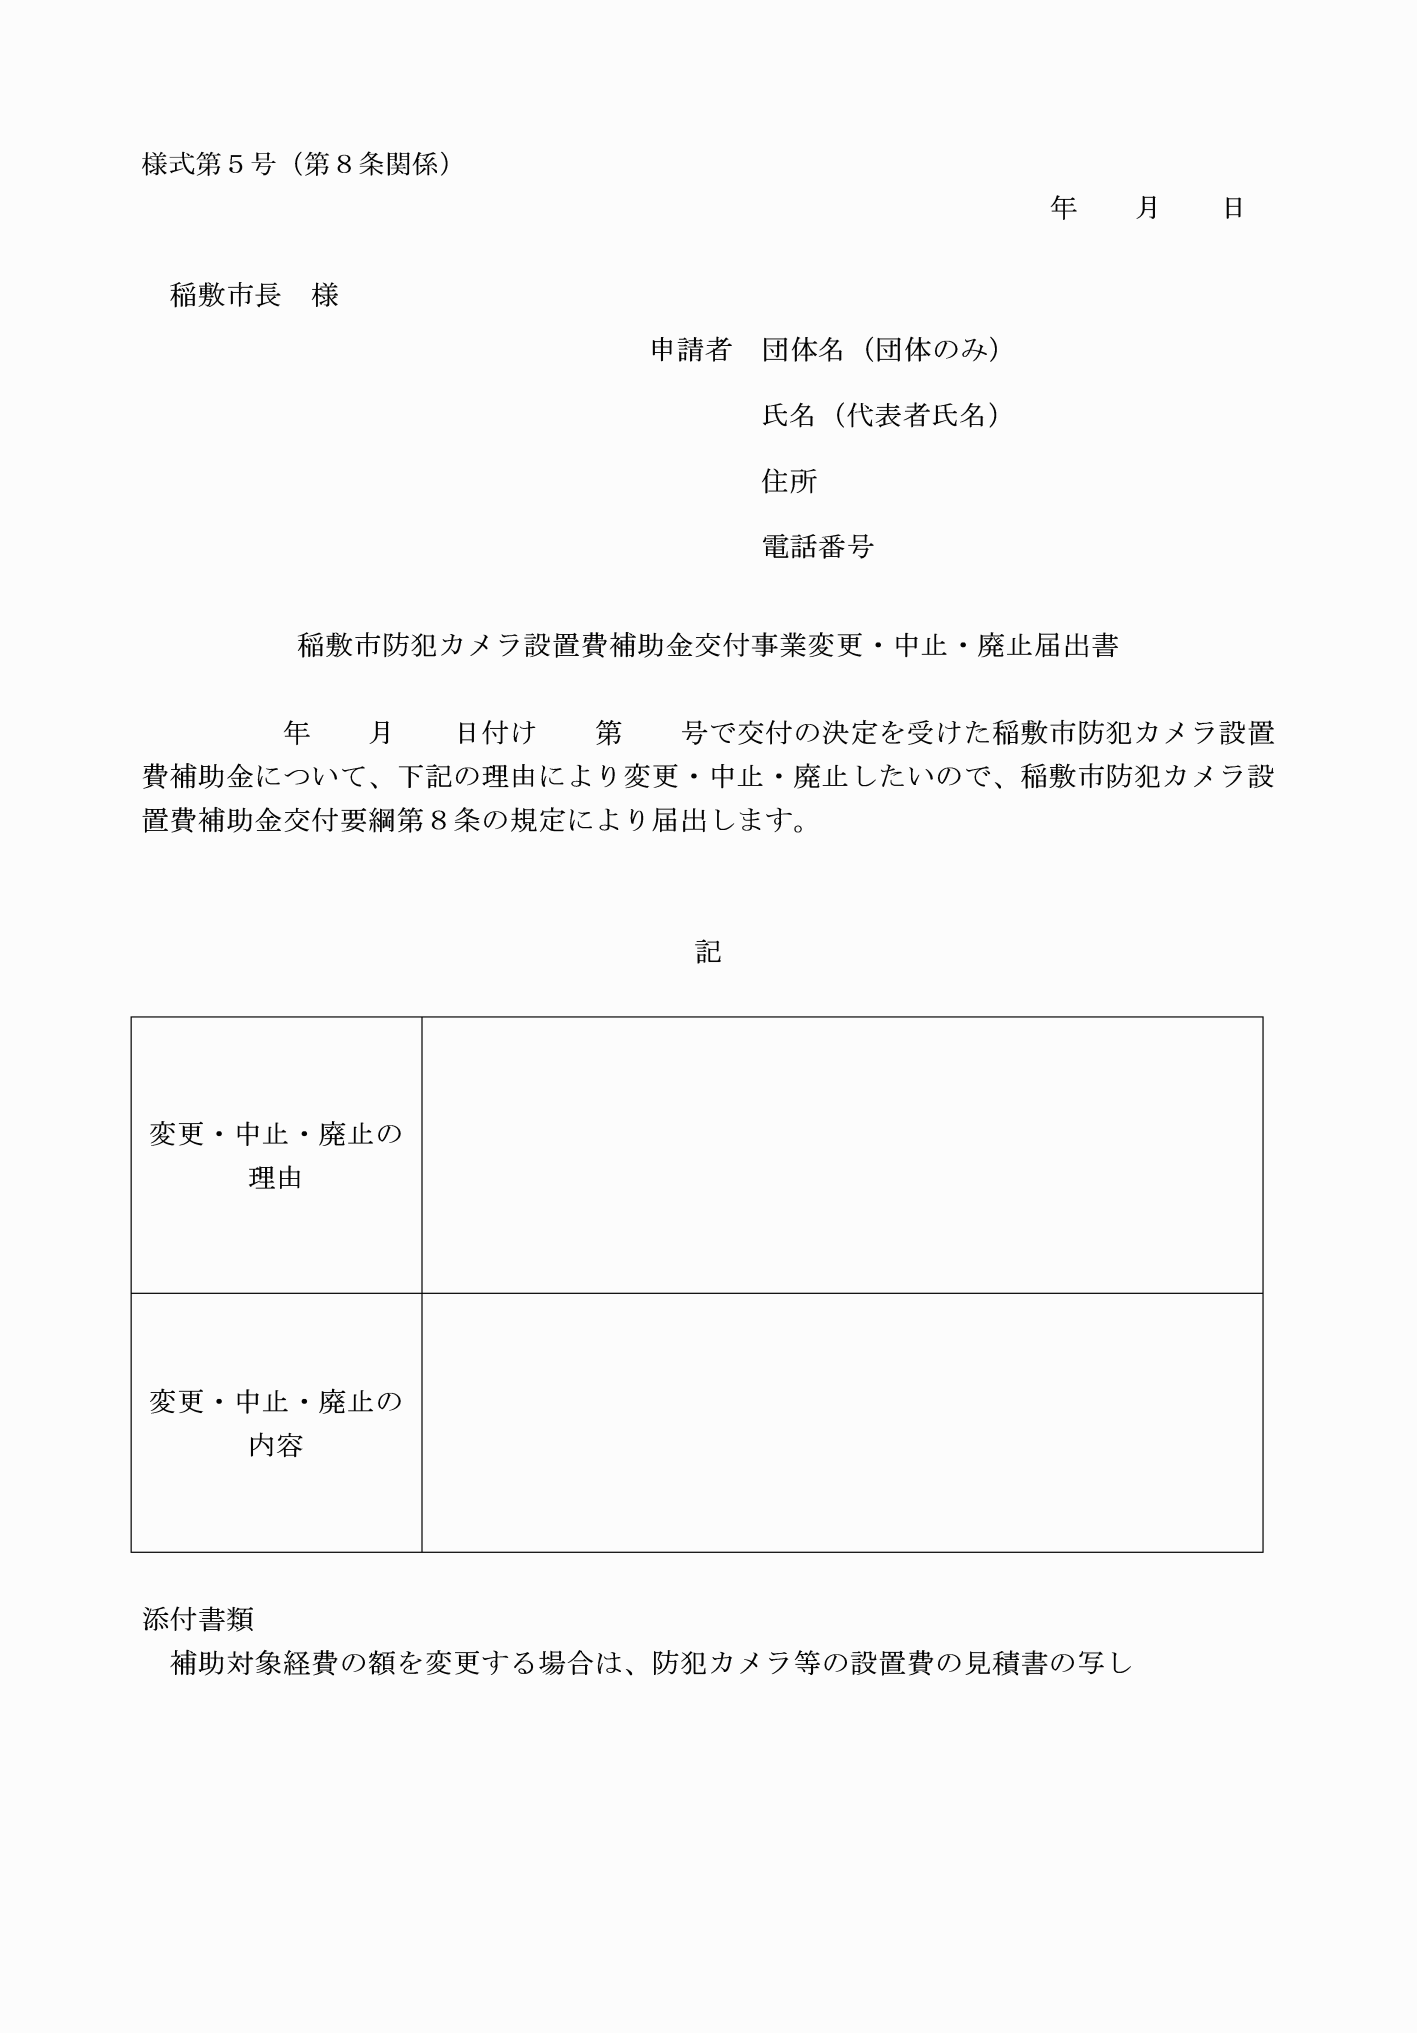 様式第５号（第８条関係）
年　　月　　日
稲敷市長　様
申請者　団体名（団体のみ）
氏名（代表者氏名）
住所
電話番号
稲敷市防犯カメラ設置費補助金交付事業変更・中止・廃止届出書
年　　月　　日付け　　第　　号で交付の決定を受けた稲敷市防犯カメラ設置
費補助金について、下記の理由により変更・中止・廃止したいので、稲敷市防犯カメラ設
置費補助金交付要綱第８条の規定により届出します。
記
変更・中止・廃止の
理由
変更・中止・廃止の
内容
添付書類
補助対象経費の額を変更する場合は、防犯カメラ等の設置費の見積書の写し